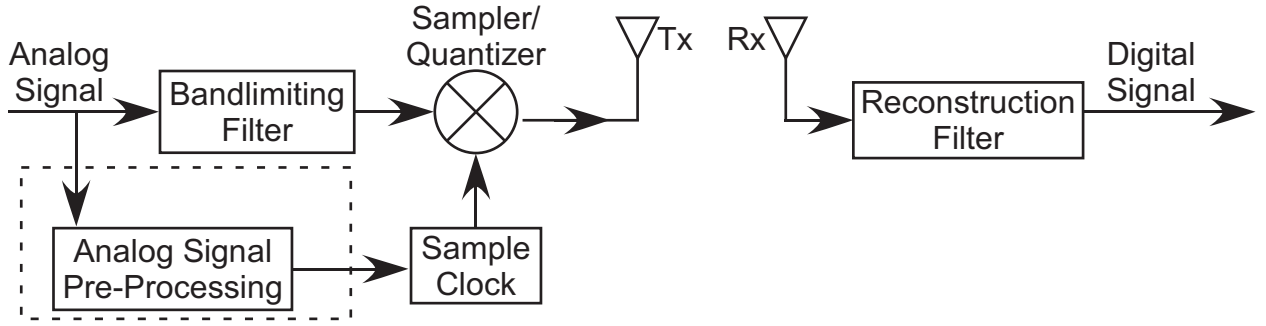 Analog
Signal
Bandlimiting
Filter
Sampler/
Quantizer
Tx
Rx
Reconstruction
Filter
Digital
Signal
Analog Signal
Pre-Processing
Sample
Clock